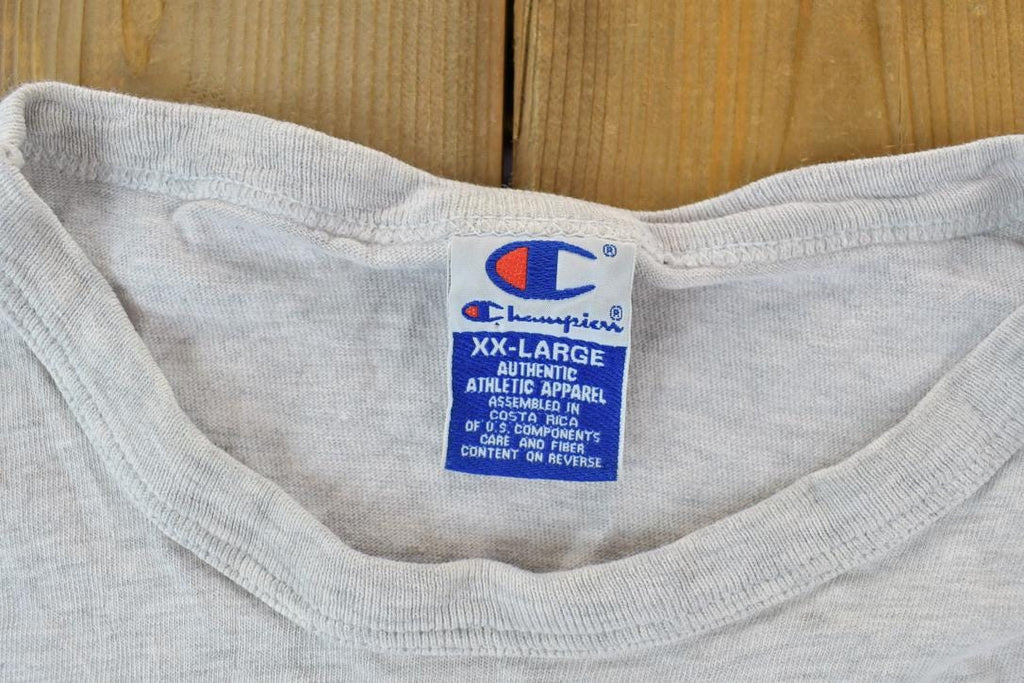 C ®
Champion ®
XX-LARGE
AUTHENTIC
ATHLETIC APPAREL
ASSEMBLED IN
COSTA RICA
OF U.S. COMPONENTS
CARE AND FIBER
CONTENT ON REVERSE